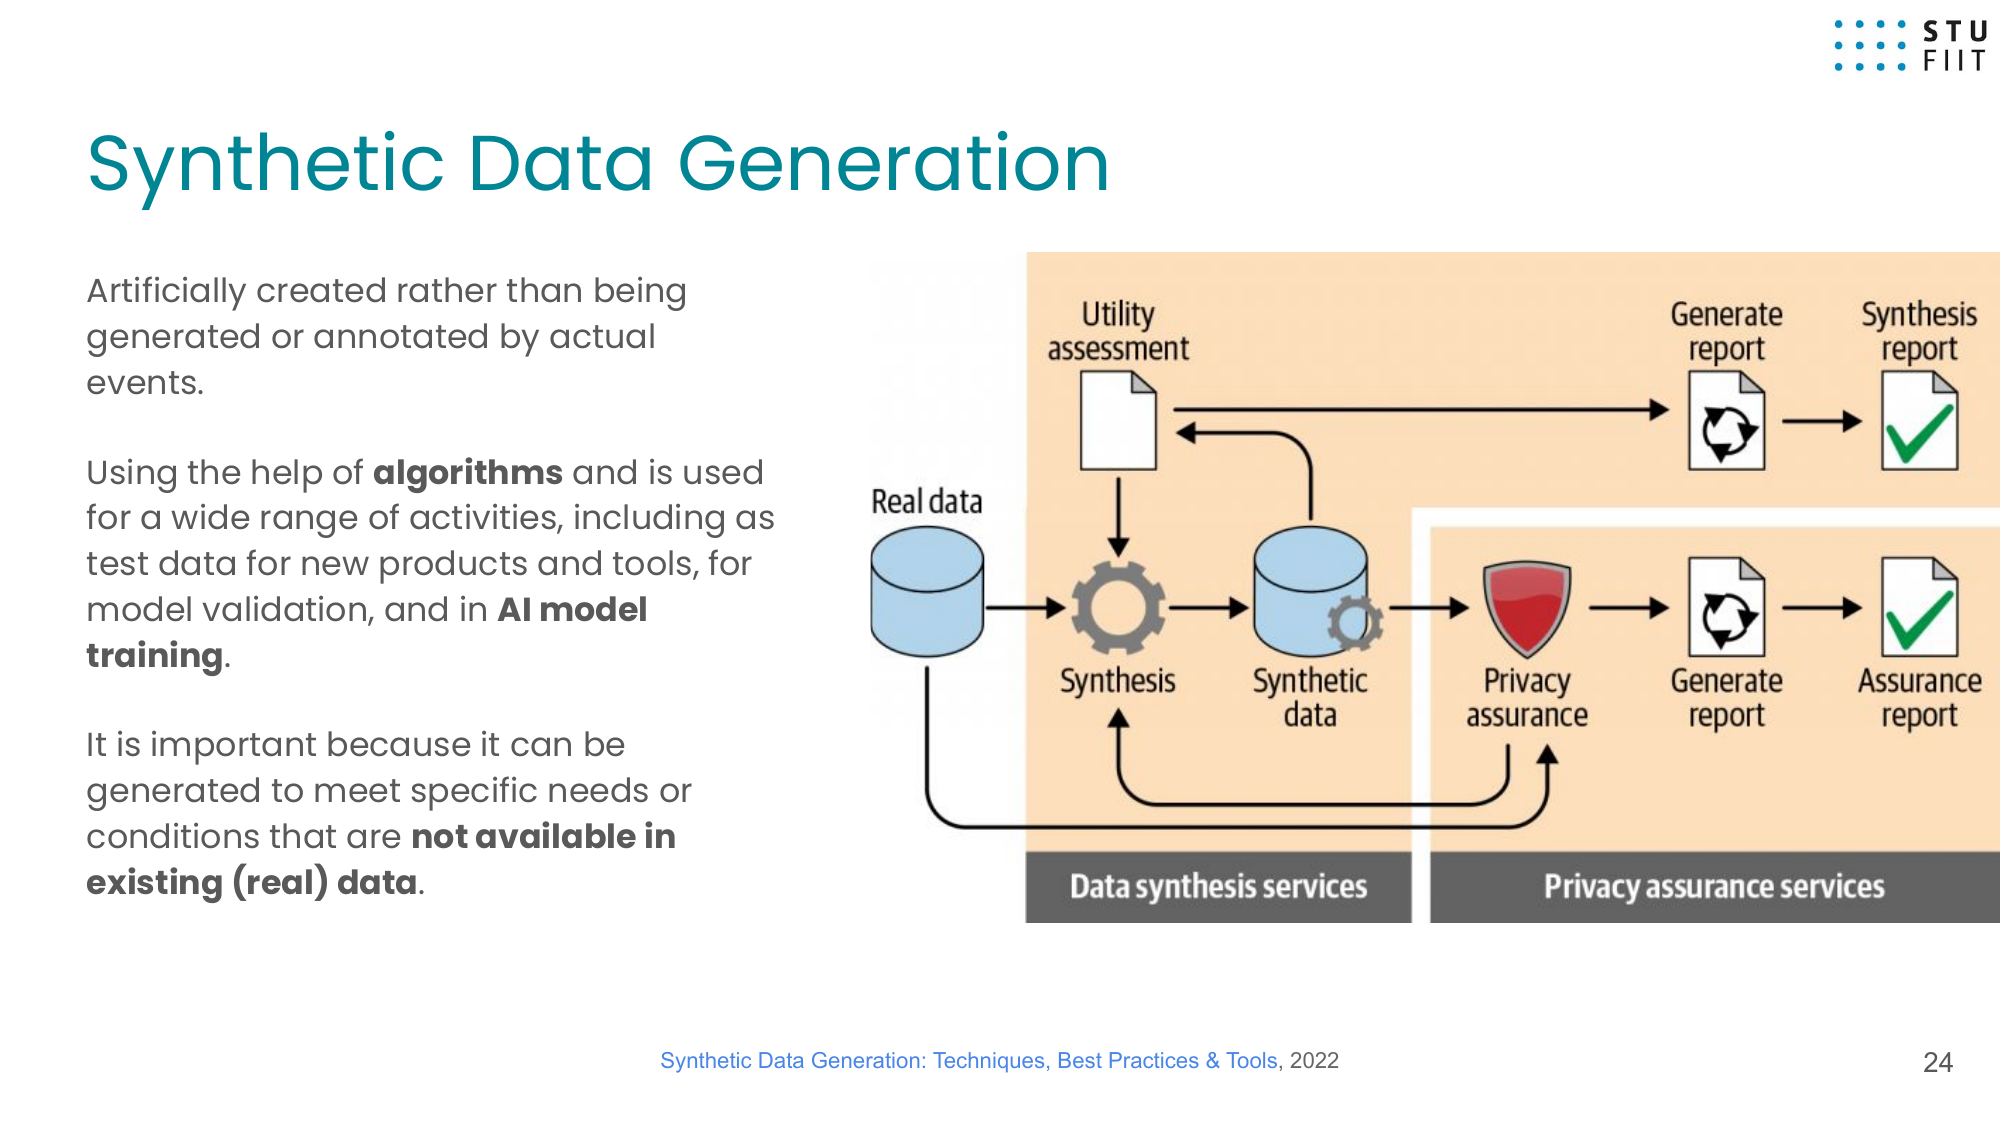 STU
FIIT
Synthetic Data Generation
Artificially created rather than being
generated or annotated by actual
events.
Using the help of algorithms and is used
for a wide range of activities, including as
test data for new products and tools, for
model validation, and in AI model
training.
It is important because it can be
generated to meet specific needs or
conditions that are not available in
existing (real) data.
Utility
assessment
Generate
report
Synthesis
report
Real data
Synthesis
Synthetic
data
Privacy
assurance
Generate
report
Assurance
report
Data synthesis services
Privacy assurance services
Synthetic Data Generation: Techniques, Best Practices & Tools, 2022
24